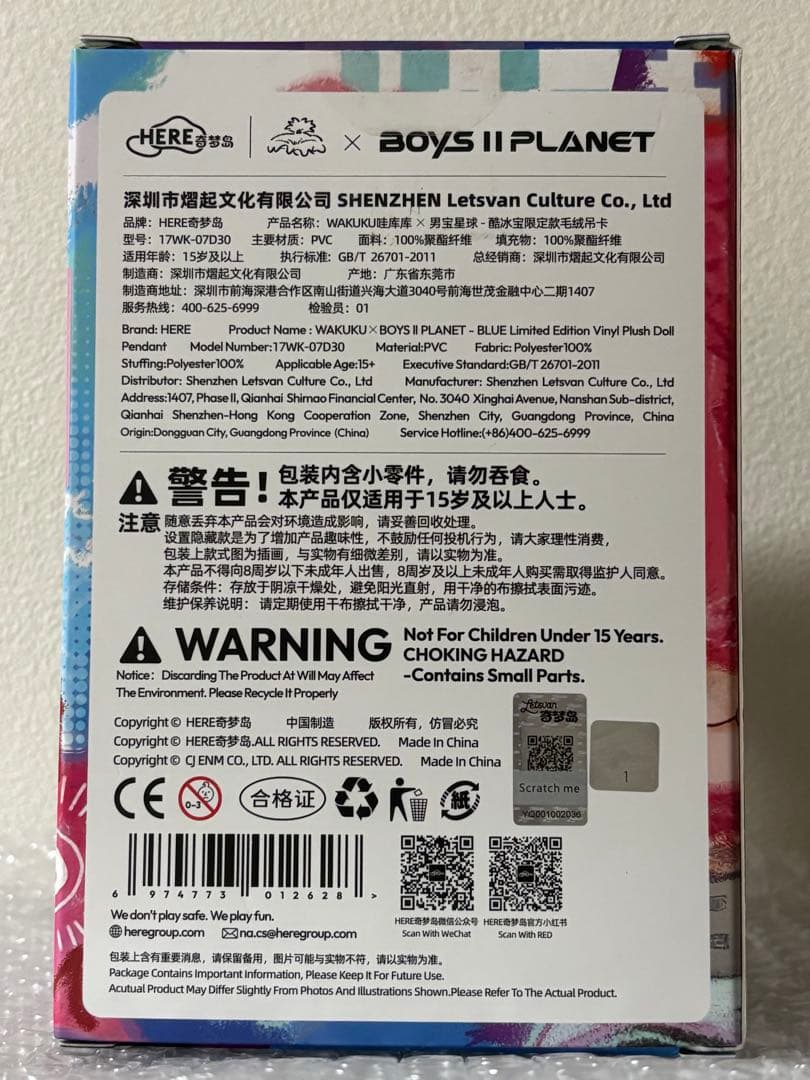 HERE奇梦岛 WAKUKU × BOYS II PLANET
深圳市熠起文化有限公司 SHENZHEN Letsvan Culture Co., Ltd
品牌：HERE奇梦岛 产品名称：WAKUKU哇库库×男宝星球 - 酷冰宝限定款毛绒吊卡
型号：17WK-07D30 主要材质：PVC 面料：100%聚酯纤维 填充物：100%聚酯纤维
适用年龄：15岁及以上 执行标准：GB/T 26701-2011 总经销商：深圳市熠起文化有限公司
制造商：深圳市熠起文化有限公司 产地：广东省东莞市
制造商地址：深圳市前海深港合作区南山街道兴海大道3040号前海世茂金融中心二期1407
服务热线：400-625-6999 检验员：01
Brand: HERE Product Name : WAKUKU×BOYS II PLANET - BLUE Limited Edition Vinyl Plush Doll
Pendant Model Number:17WK-07D30 Material:PVC Fabric: Polyester100%
Stuffing:Polyester100% Applicable Age:15+ Executive Standard:GB/T 26701-2011
Distributor: Shenzhen Letsvan Culture Co., Ltd Manufacturer: Shenzhen Letsvan Culture Co., Ltd
Address:1407, Phase II, Qianhai Shimao Financial Center, No. 3040 Xinghai Avenue, Nanshan Sub-district,
Qianhai Shenzhen-Hong Kong Cooperation Zone, Shenzhen City, Guangdong Province, China
Origin:Dongguan City, Guangdong Province (China) Service Hotline:(+86)400-625-6999
警告！包装内含小零件，请勿吞食。
本产品仅适用于15岁及以上人士。
注意 随意丢弃本产品会对环境造成影响，请妥善回收处理。
设置隐藏款是为了增加产品趣味性，不鼓励任何投机行为，请大家理性消费，
包装上款式图为插画，与实物有细微差别，请以实物为准。
本产品不得向8周岁以下未成年人出售，8周岁及以上未成年人购买需取得监护人同意。
存储条件：存放于阴凉干燥处，避免阳光直射，用干净的布擦拭表面污迹。
维护保养说明：请定期使用干布擦拭干净，产品请勿浸泡。
WARNING Not For Children Under 15 Years.
CHOKING HAZARD
-Contains Small Parts.
Notice：Discarding The Product At Will May Affect
The Environment. Please Recycle It Properly
Copyright © HERE奇梦岛 中国制造 版权所有，仿冒必究
Copyright © HERE奇梦岛.ALL RIGHTS RESERVED. Made In China
Copyright © CJ ENM CO., LTD. ALL RIGHTS RESERVED. Made In China
Letsvan
奇梦岛
Scratch me
YG001002036
1
CE 0-3 合格证 紙
6 974773 012628 >
HERE奇梦岛微信公众号 HERE奇梦岛官方小红书
Scan With WeChat Scan With RED
We don't play safe. We play fun.
heregroup.com na.cs@heregroup.com
包装上含有重要消息，请保留备用，图片可能与实物不符，请以实物为准。
Package Contains Important Information, Please Keep It For Future Use.
Acutual Product May Differ Slightly From Photos And Illustrations Shown.Please Refer To The Actual Product.